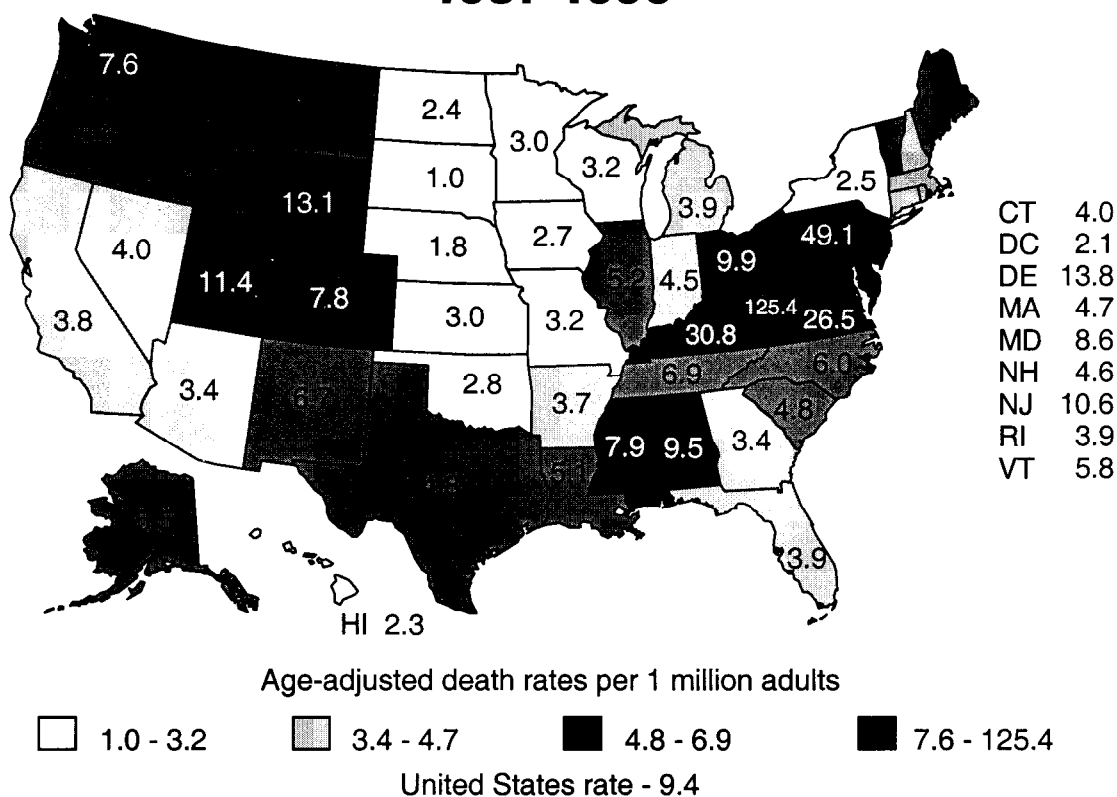 7.6
2.4
3.0
3.2
2.5
1.0
13.1
3.9
4.0
1.8
2.7
49.1
9.9
11.4
7.8
5.2
4.5
125.4
26.5
3.8
3.0
3.2
30.8
6.9
6.0
3.4
6.7
2.8
3.7
4.8
7.9
9.5
3.4
5.1
3.9
HI 2.3
CT 4.0
DC 2.1
DE 13.8
MA 4.7
MD 8.6
NH 4.6
NJ 10.6
RI 3.9
VT 5.8
Age-adjusted death rates per 1 million adults
1.0 - 3.2
3.4 - 4.7
4.8 - 6.9
7.6 - 125.4
United States rate - 9.4